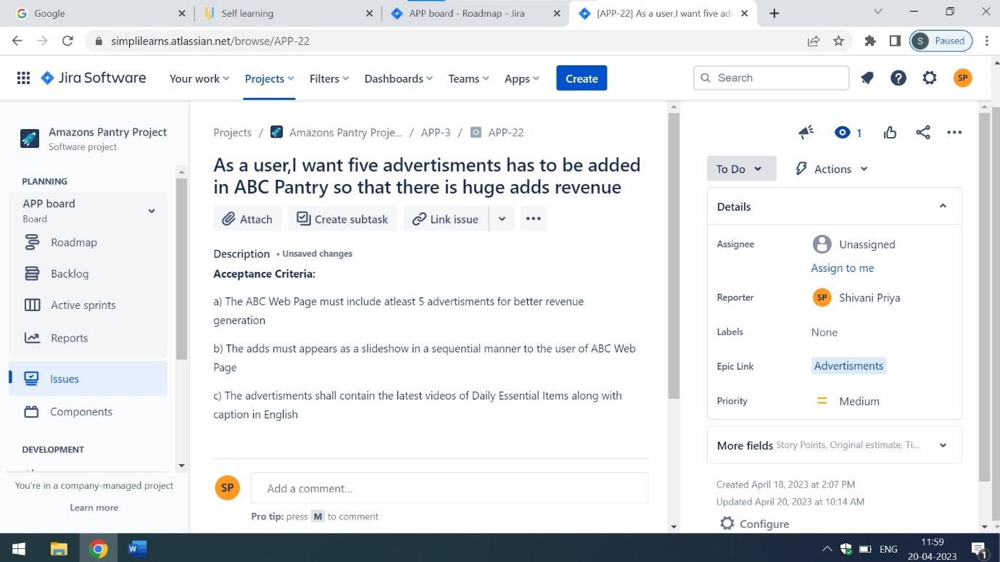 Google
Self learning
APP board - Roadmap - Jira
[APP-22] As a user,I want five adv
simplilearns.atlassian.net/browse/APP-22
S Paused
Jira Software
Your work
Projects
Filters
Dashboards
Teams
Apps
Create
Search
SP
Amazons Pantry Project
Software project
PLANNING
APP board
Board
Roadmap
Backlog
Active sprints
Reports
Issues
Components
DEVELOPMENT
You're in a company-managed project
Learn more
Projects / Amazons Pantry Proje... / APP-3 / APP-22
As a user,I want five advertisments has to be added
in ABC Pantry so that there is huge adds revenue
Attach
Create subtask
Link issue
Description • Unsaved changes
Acceptance Criteria:
a) The ABC Web Page must include atleast 5 advertisments for better revenue
generation
b) The adds must appears as a slideshow in a sequential manner to the user of ABC Web
Page
c) The advertisments shall contain the latest videos of Daily Essential Items along with
caption in English
SP
Add a comment...
Pro tip: press M to comment
1
To Do
Actions
Details
Assignee
Unassigned
Assign to me
Reporter
SP Shivani Priya
Labels
None
Epic Link
Advertisments
Priority
Medium
More fields Story Points, Original estimate, Ti...
Created April 18, 2023 at 2:07 PM
Updated April 20, 2023 at 10:14 AM
Configure
W
ENG
11:59
20-04-2023
1